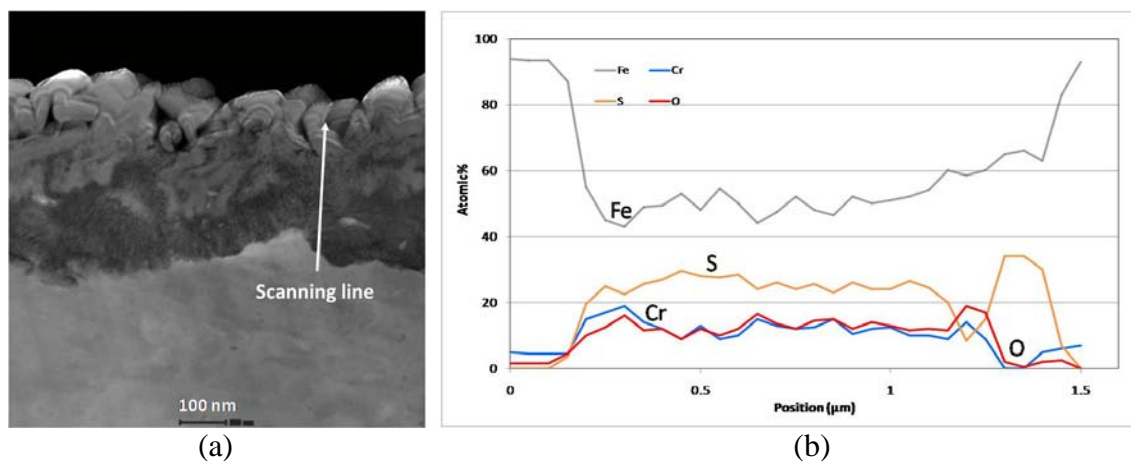 Scanning line
100 nm
(a)
100
80
60
40
20
0
Atomic%
Fe
Cr
S
O
Fe
S
Cr
O
0
0.5
1
1.5
Position (µm)
(b)